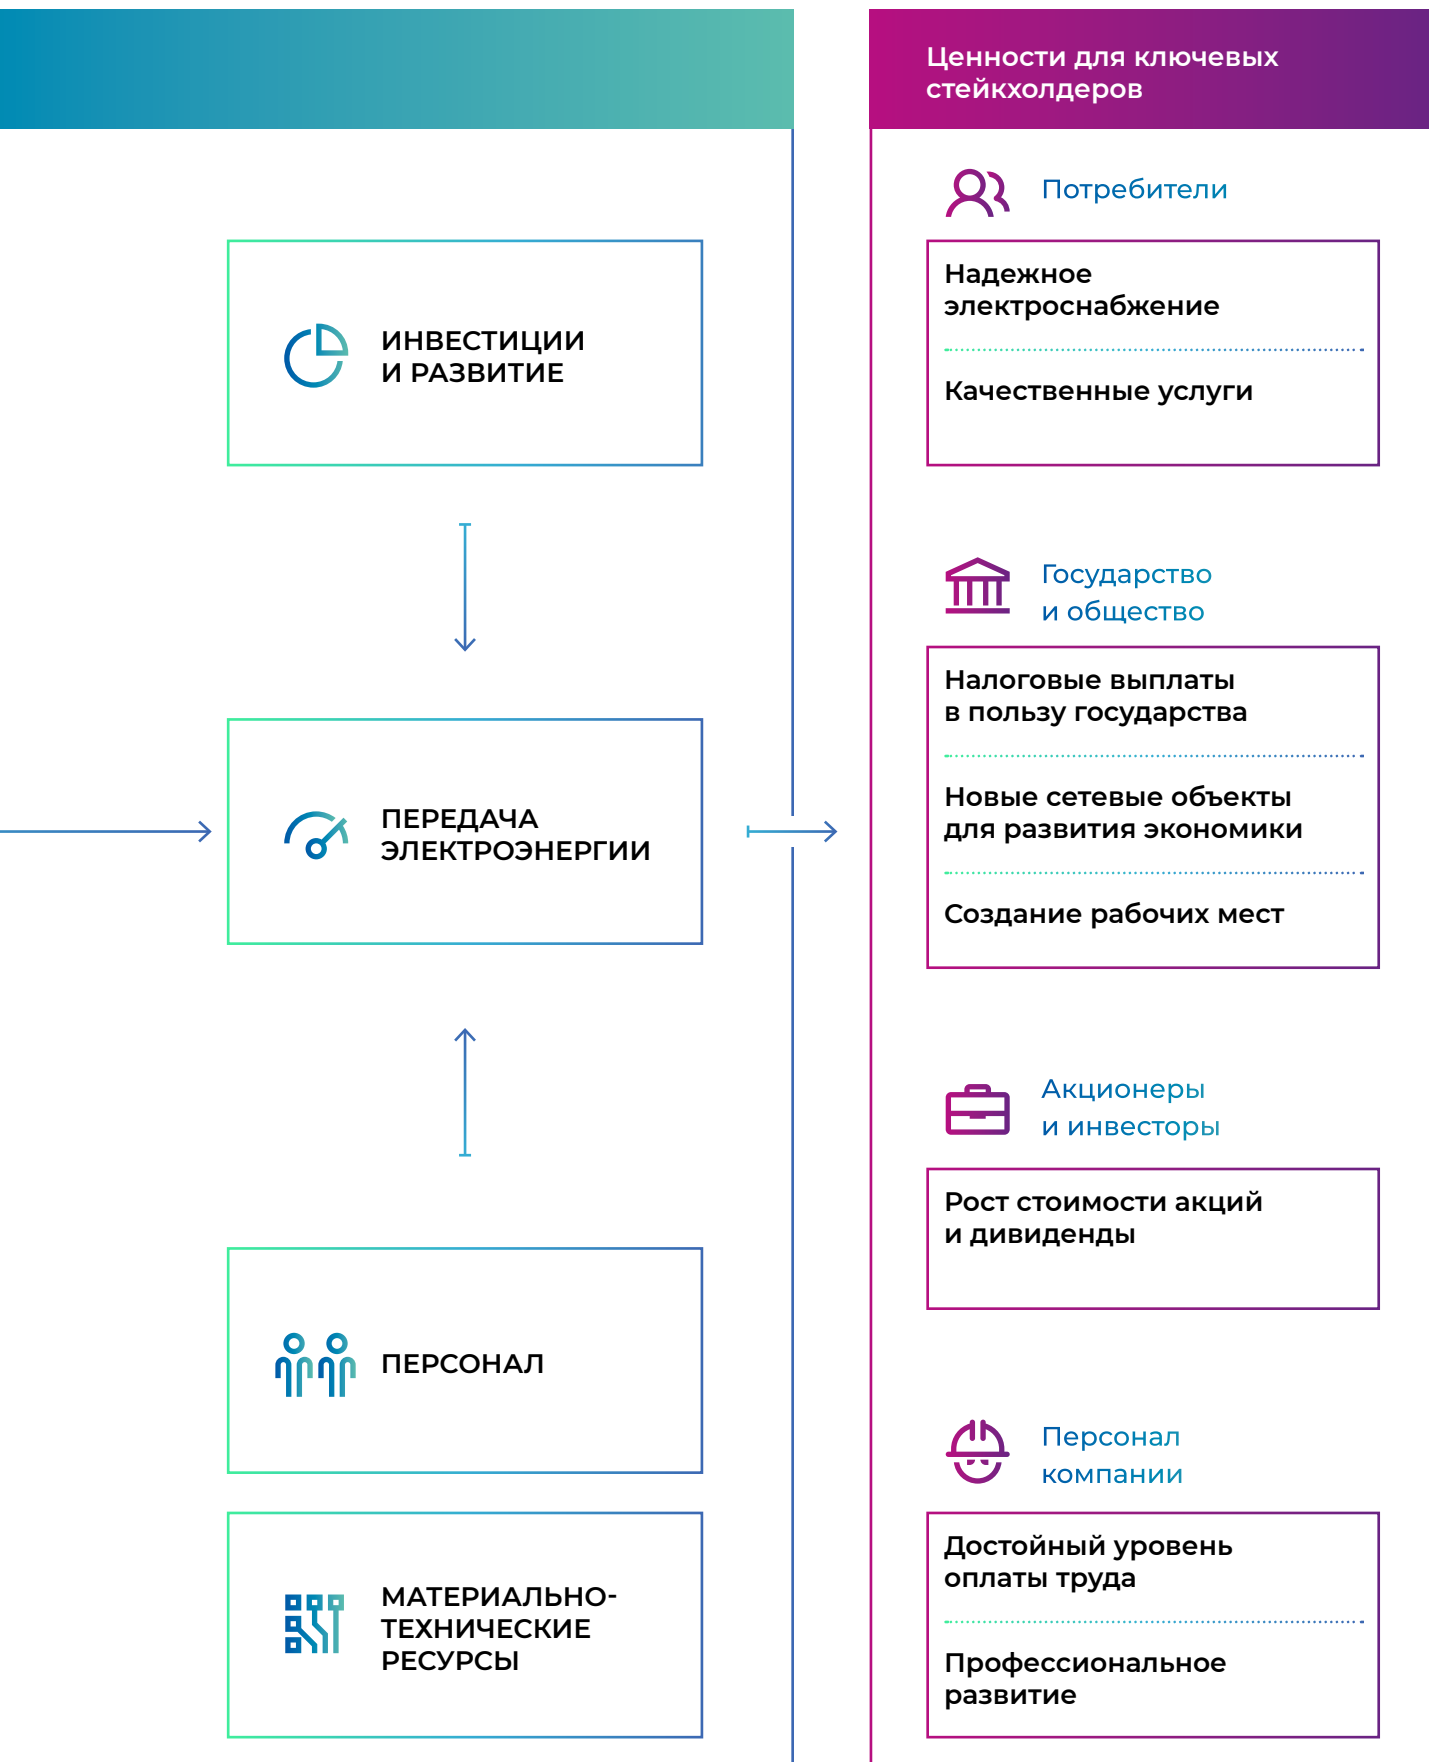 ИНВЕСТИЦИИ
И РАЗВИТИЕ
ПЕРЕДАЧА
ЭЛЕКТРОЭНЕРГИИ
ПЕРСОНАЛ
МАТЕРИАЛЬНО-
ТЕХНИЧЕСКИЕ
РЕСУРСЫ
Ценности для ключевых
стейкхолдеров
Потребители
Надежное
электроснабжение
Качественные услуги
Государство
и общество
Налоговые выплаты
в пользу государства
Новые сетевые объекты
для развития экономики
Создание рабочих мест
Акционеры
и инвесторы
Рост стоимости акций
и дивиденды
Персонал
компании
Достойный уровень
оплаты труда
Профессиональное
развитие